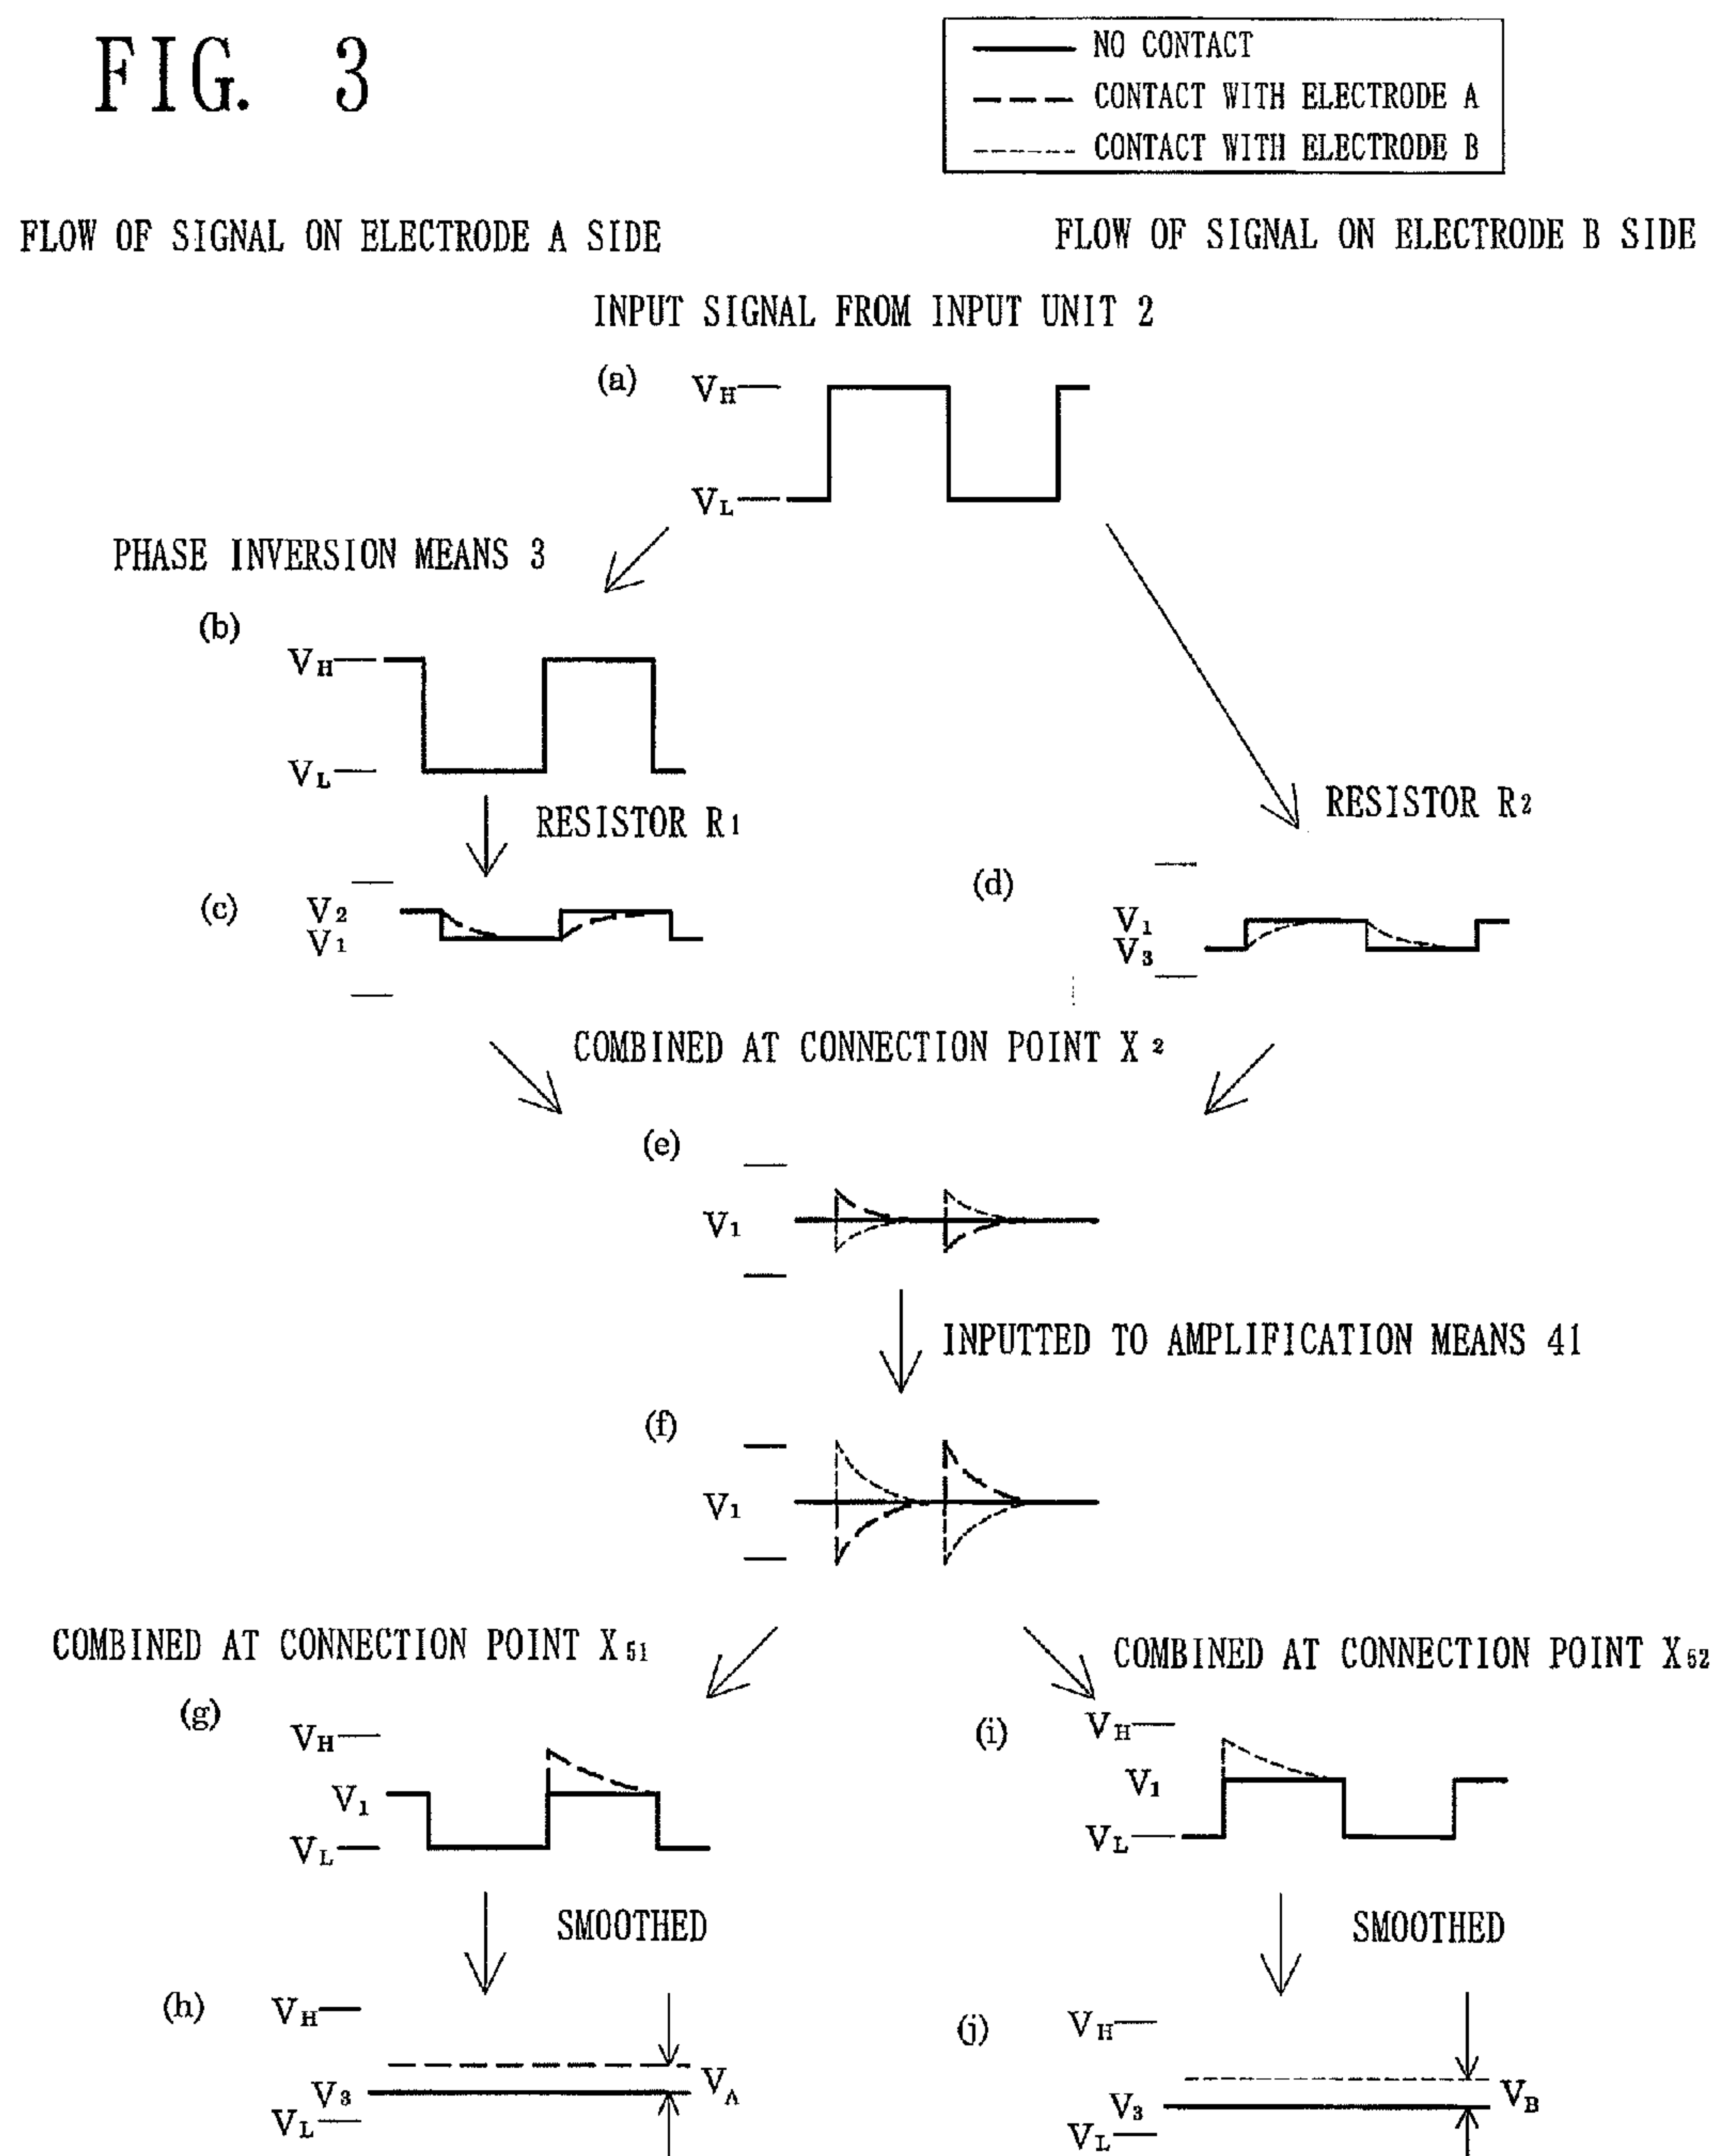 FIG. 3
NO CONTACT
CONTACT WITH ELECTRODE A
CONTACT WITH ELECTRODE B
FLOW OF SIGNAL ON ELECTRODE A SIDE
FLOW OF SIGNAL ON ELECTRODE B SIDE
INPUT SIGNAL FROM INPUT UNIT 2
(a)
VH
VL
PHASE INVERSION MEANS 3
(b)
VH
VL
RESISTOR R1
RESISTOR R2
(c)
V2
V1
(d)
V1
V3
COMBINED AT CONNECTION POINT X2
(e)
V1
INPUTTED TO AMPLIFICATION MEANS 41
(f)
V1
COMBINED AT CONNECTION POINT X51
COMBINED AT CONNECTION POINT X52
(g)
VH
V1
VL
(i)
VH
V1
VL
SMOOTHED
SMOOTHED
(h)
VH
V3
VL
VA
(j)
VH
V3
VL
VB